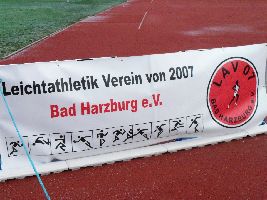 Leichtathletik Verein von 2007
Bad Harzburg e.V.
LAV 07
BAD HARZBURG